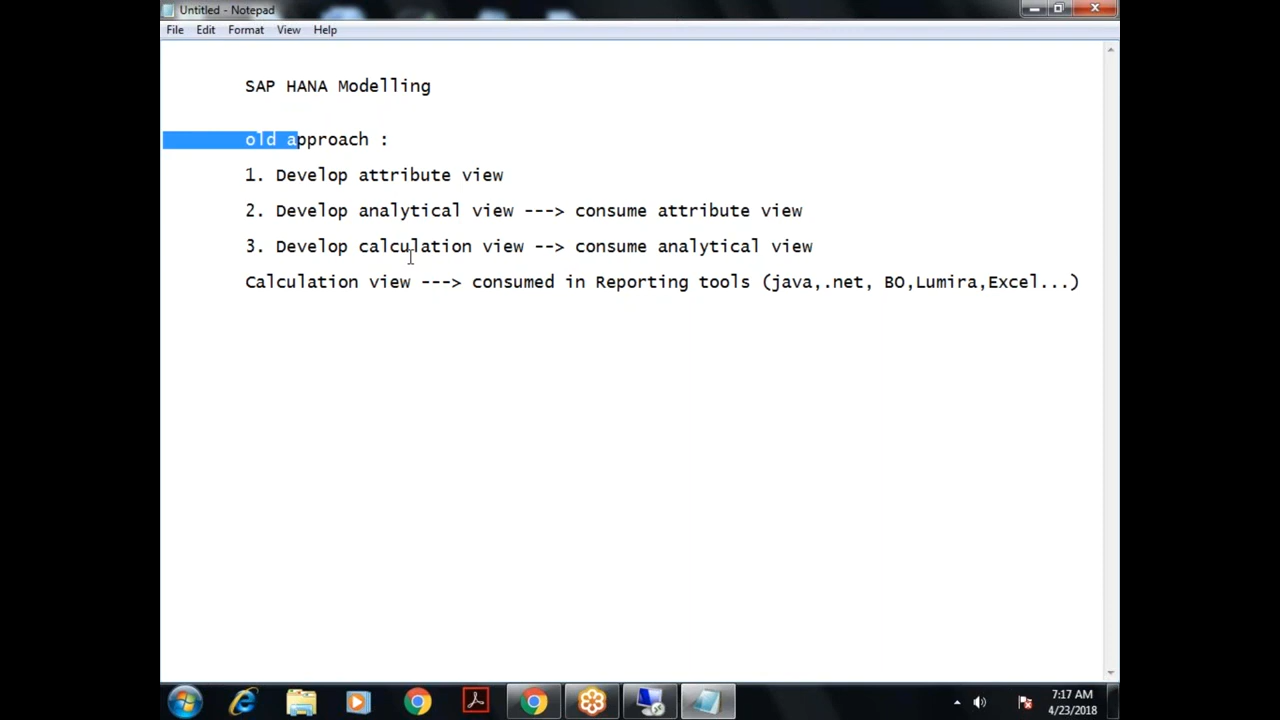 Untitled - Notepad
File Edit Format View Help
SAP HANA Modelling
old approach :
1. Develop attribute view
2. Develop analytical view ---> consume attribute view
3. Develop calculation view --> consume analytical view
Calculation view ---> consumed in Reporting tools (java,.net, BO,Lumira,Excel...)
7:17 AM
4/23/2018